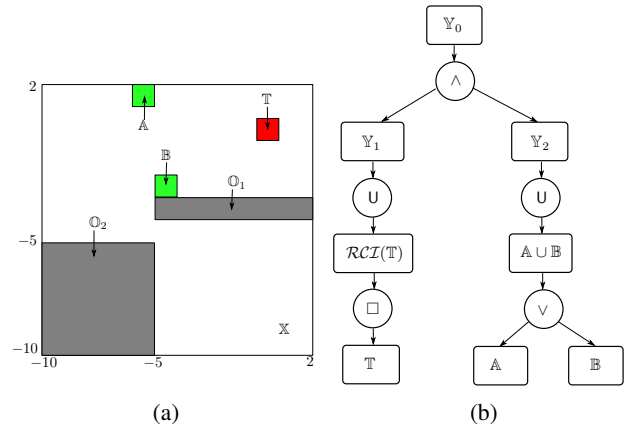 2
𝔸
𝕋
𝔹
𝕆₁
𝕆₂
−5
𝕏
−10
−10
−5
2
(a)
𝕐₀
∧
𝕐₁
𝕐₂
U
U
ℛ𝒞ℐ(𝕋)
𝔸 ∪ 𝔹
□
∨
𝕋
𝔸
𝔹
(b)